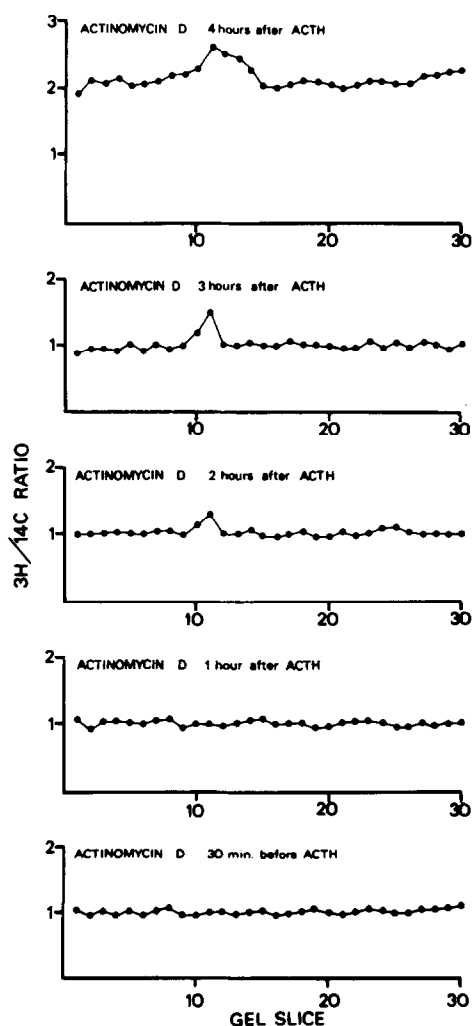 3
ACTINOMYCIN D 4 hours after ACTH
2
1
10 20 30
2
ACTINOMYCIN D 3 hours after ACTH
1
10 20 30
2
ACTINOMYCIN D 2 hours after ACTH
1
10 20 30
2
ACTINOMYCIN D 1 hour after ACTH
1
10 20 30
2
ACTINOMYCIN D 30 min. before ACTH
1
10 20 30
3H/14C RATIO
GEL SLICE